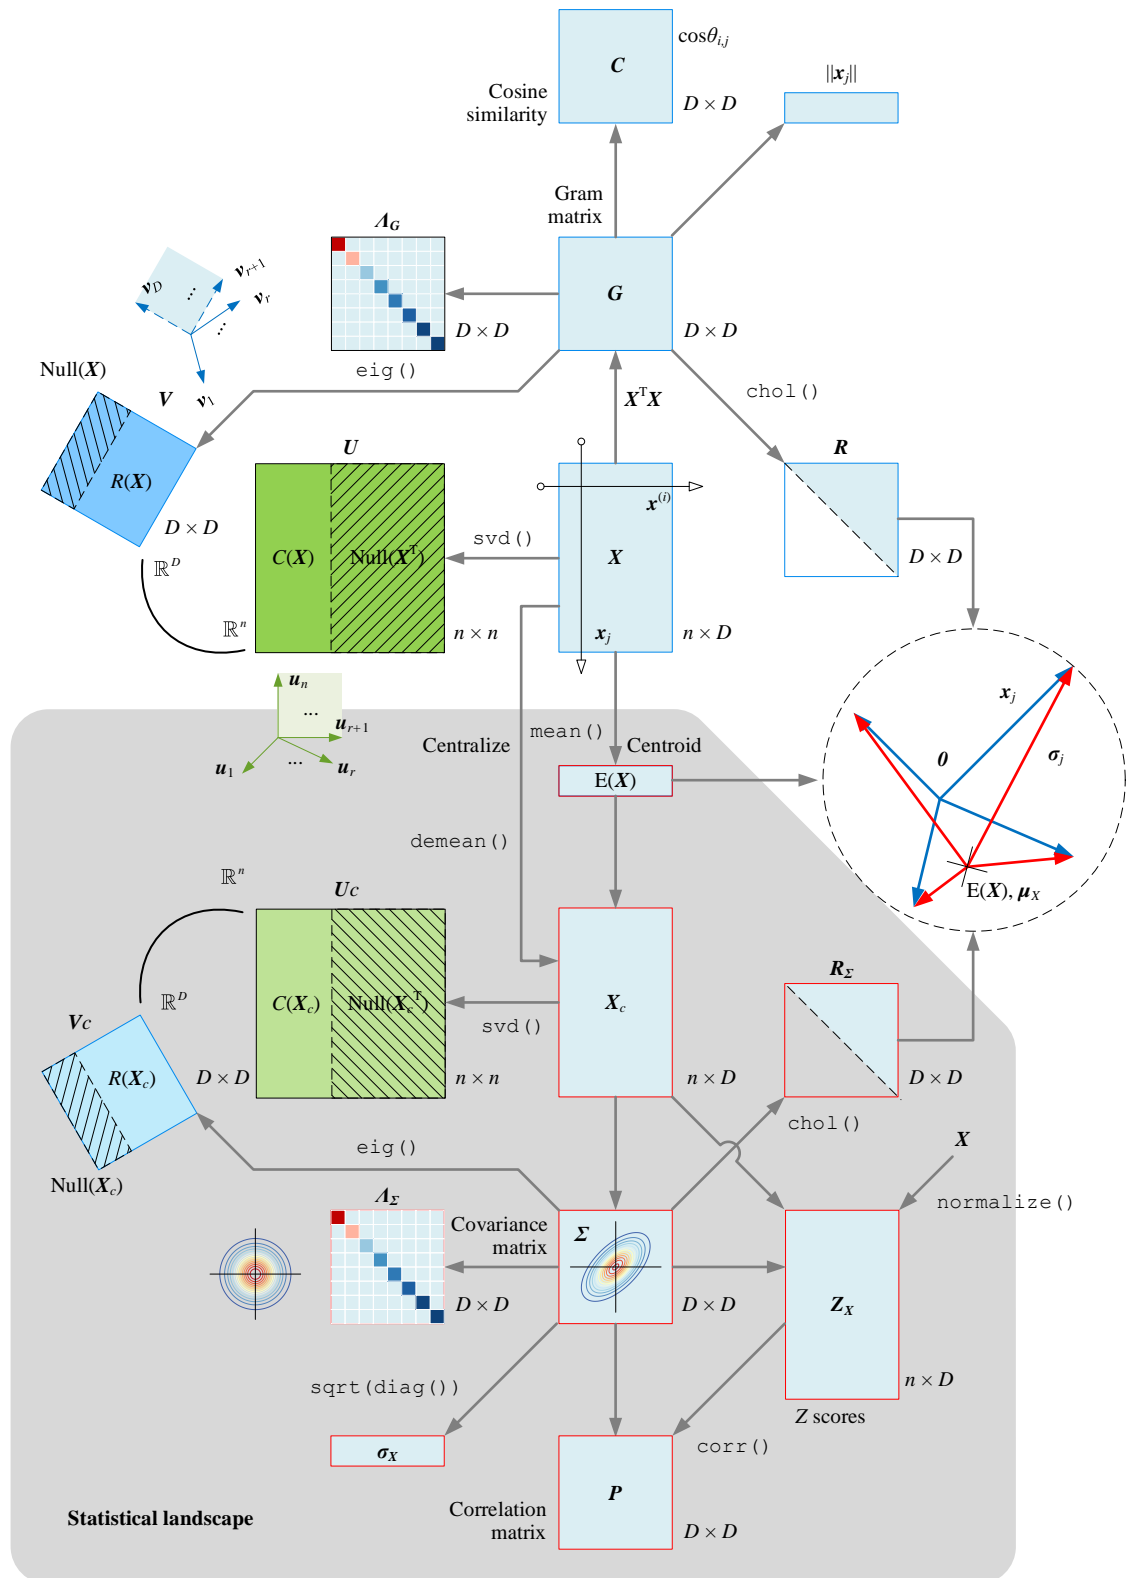 cosθi,j
C
||xj||
Cosine
similarity
D × D
Gram
matrix
ΛG
vr+1
vD
...
vr
...
G
D × D
D × D
Null(X)
eig()
V
v1
XᵀX
chol()
U
R
R(X)
x(i)
D × D
svd()
C(X)
Null(Xᵀ)
X
D × D
ℝD
ℝn
n × n
xj
n × D
un
...
ur+1
u1
...
ur
xj
mean()
Centralize
Centroid
σj
0
E(X)
demean()
ℝn
Uc
E(X), μX
RΣ
ℝD
C(Xc)
Null(XcT)
Xc
Vc
svd()
R(Xc)
D × D
n × n
n × D
D × D
chol()
X
eig()
Null(Xc)
normalize()
ΛΣ
Covariance
matrix
Σ
D × D
D × D
ZX
sqrt(diag())
n × D
Z scores
σX
corr()
P
Correlation
matrix
D × D
Statistical landscape